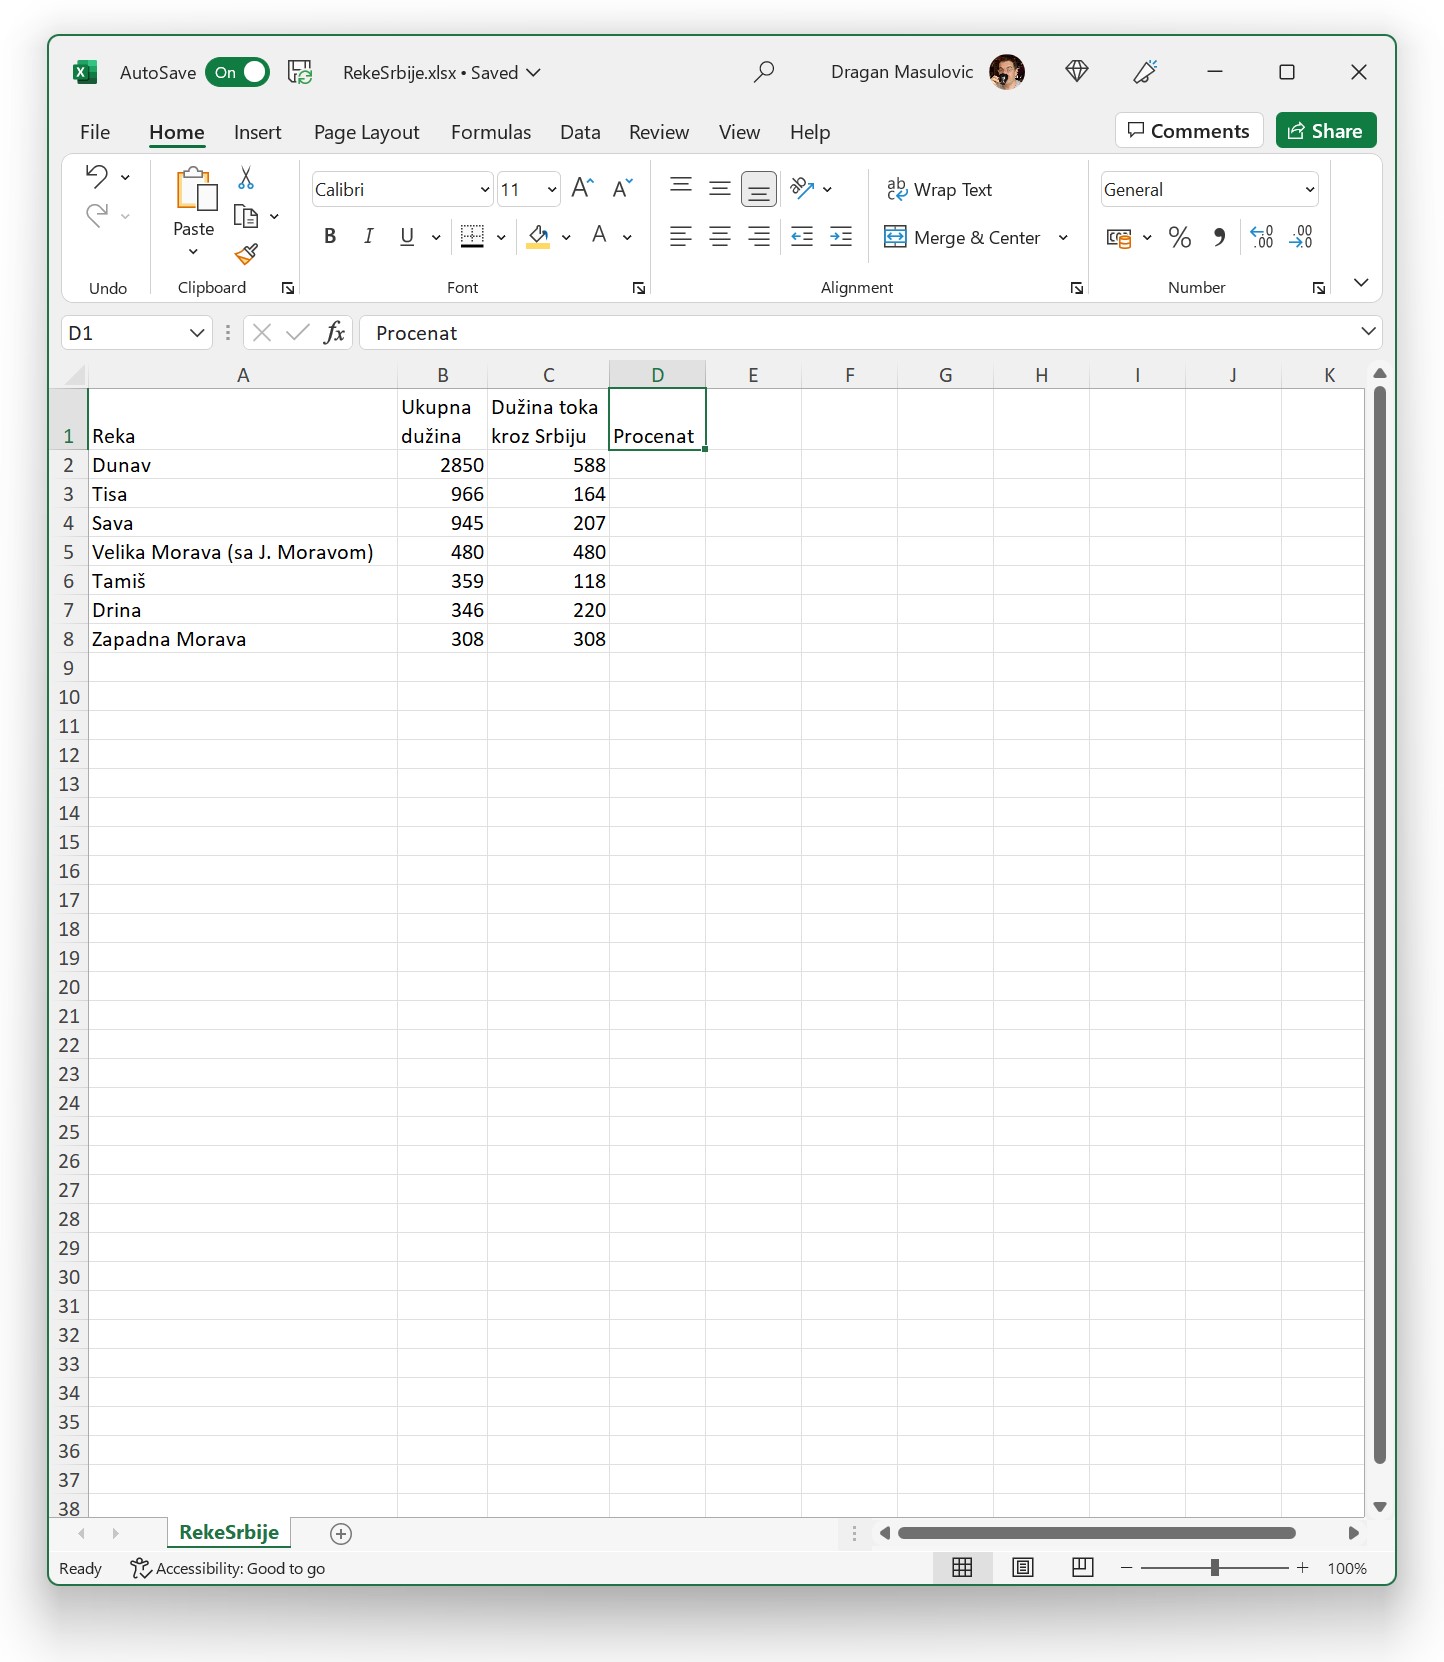 AutoSave On RekeSrbije.xlsx • Saved Dragan Masulovic
File Home Insert Page Layout Formulas Data Review View Help Comments Share
Paste
Calibri 11
B I U A
ab Wrap Text
Merge & Center
General
% 
Undo Clipboard Font Alignment Number
D1 fx Procenat
A B C D E F G H I J K
Ukupna Dužina toka
1 Reka dužina kroz Srbiju Procenat
2 Dunav 2850 588
3 Tisa 966 164
4 Sava 945 207
5 Velika Morava (sa J. Moravom) 480 480
6 Tamiš 359 118
7 Drina 346 220
8 Zapadna Morava 308 308
9
10
11
12
13
14
15
16
17
18
19
20
21
22
23
24
25
26
27
28
29
30
31
32
33
34
35
36
37
38
RekeSrbije
Ready Accessibility: Good to go 100%